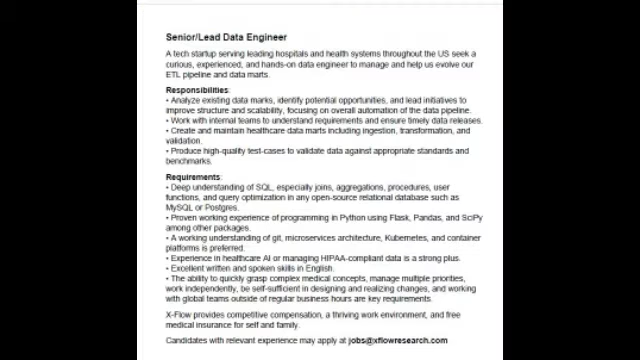 Senior/Lead Data Engineer
A tech startup serving leading hospitals and health systems throughout the US seek a
curious, experienced, and hands-on data engineer to manage and help us evolve our
ETL pipeline and data marts.
Responsibilities:
• Analyze existing data marks, identify potential opportunities, and lead initiatives to
improve structure and scalability, focusing on overall automation of the data pipeline.
• Work with internal teams to understand requirements and ensure timely data releases.
• Create and maintain healthcare data marts including ingestion, transformation, and
validation.
• Produce high-quality test-cases to validate data against appropriate standards and
benchmarks.
Requirements:
• Deep understanding of SQL, especially joins, aggregations, procedures, user
functions, and query optimization in any open-source relational database such as
MySQL or Postgres.
• Proven working experience of programming in Python using Flask, Pandas, and SciPy
among other packages.
• A working understanding of git, microservices architecture, Kubernetes, and container
platforms is preferred.
• Experience in healthcare AI or managing HIPAA-compliant data is a strong plus.
• Excellent written and spoken skills in English.
• The ability to quickly grasp complex medical concepts, manage multiple priorities,
work independently, be self-sufficient in designing and realizing changes, and working
with global teams outside of regular business hours are key requirements.
X-Flow provides competitive compensation, a thriving work environment, and free
medical insurance for self and family.
Candidates with relevant experience may apply at jobs@xflowresearch.com